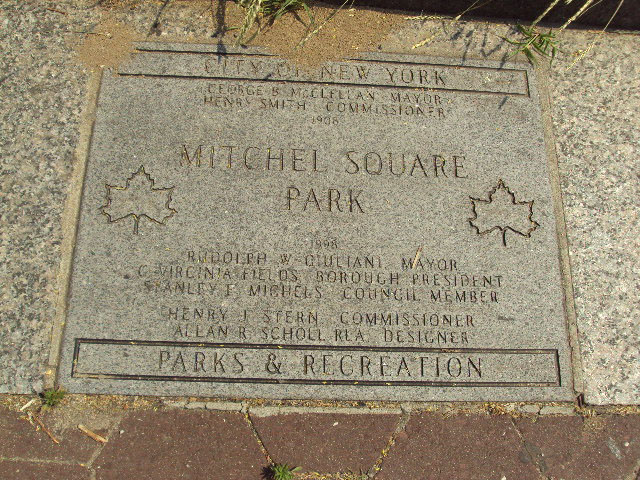 CITY OF NEW YORK
GEORGE B. McCLELLAN, MAYOR
HENRY SMITH, COMMISSIONER
1908
MITCHEL SQUARE
PARK
1998
RUDOLPH W. GIULIANI, MAYOR
C. VIRGINIA FIELDS, BOROUGH PRESIDENT
STANLEY E. MICHELS, COUNCIL MEMBER
HENRY J. STERN, COMMISSIONER
ALLAN R. SCHOLL RLA, DESIGNER
PARKS & RECREATION